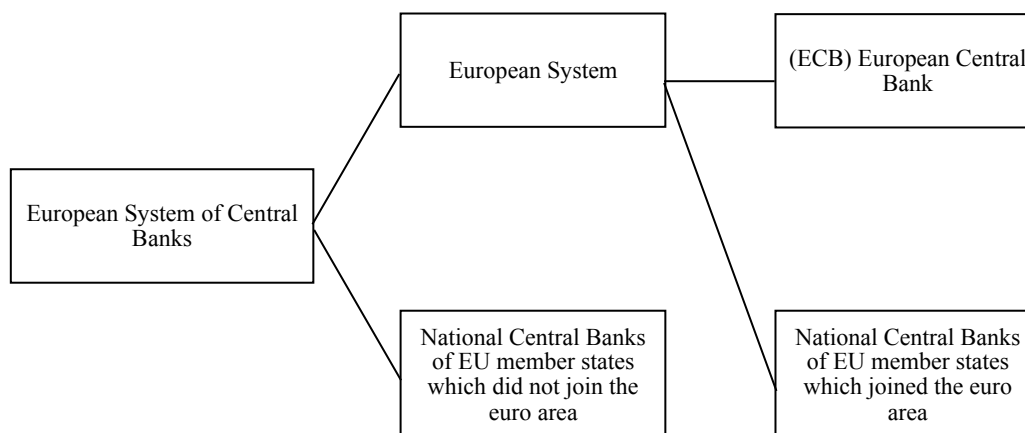 European System of Central
Banks
European System
National Central Banks
of EU member states
which did not join the
euro area
(ECB) European Central
Bank
National Central Banks
of EU member states
which joined the euro
area